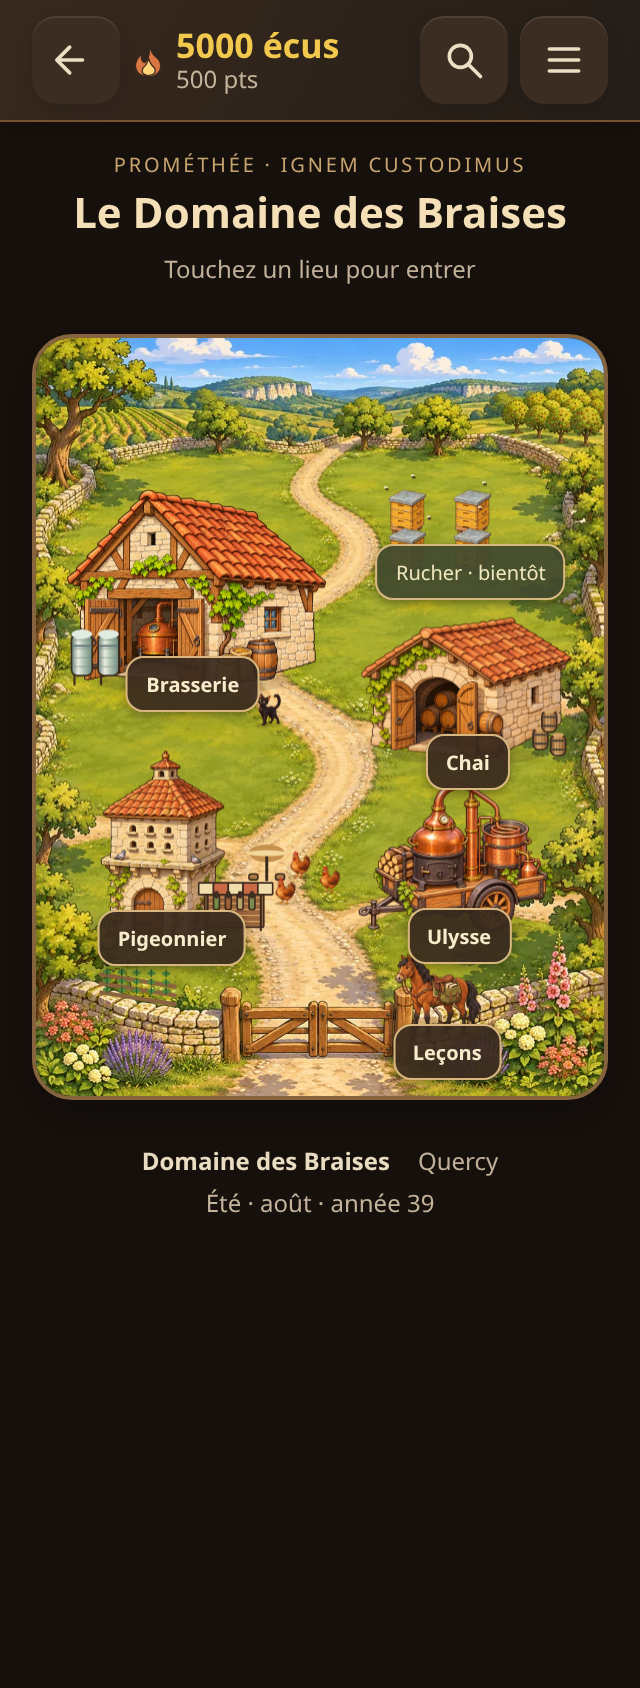 5000 écus
500 pts
PROMÉTHÉE · IGNEM CUSTODIMUS
Le Domaine des Braises
Touchez un lieu pour entrer
Rucher · bientôt
Brasserie
Chai
Pigeonnier
Ulysse
Leçons
Domaine des Braises Quercy
Été · août · année 39